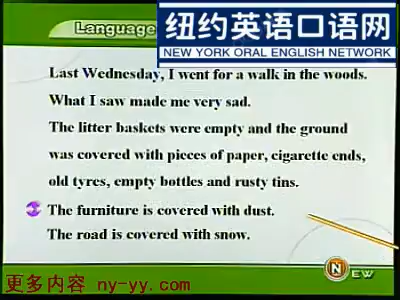 Language
纽约英语口语网
NEW YORK ORAL ENGLISH NETWORK
Last Wednesday, I went for a walk in the woods.
What I saw made me very sad.
The litter baskets were empty and the ground
was covered with pieces of paper, cigarette ends,
old tyres, empty bottles and rusty tins.
The furniture is covered with dust.
The road is covered with snow.
NEW
更多内容 ny-yy.com